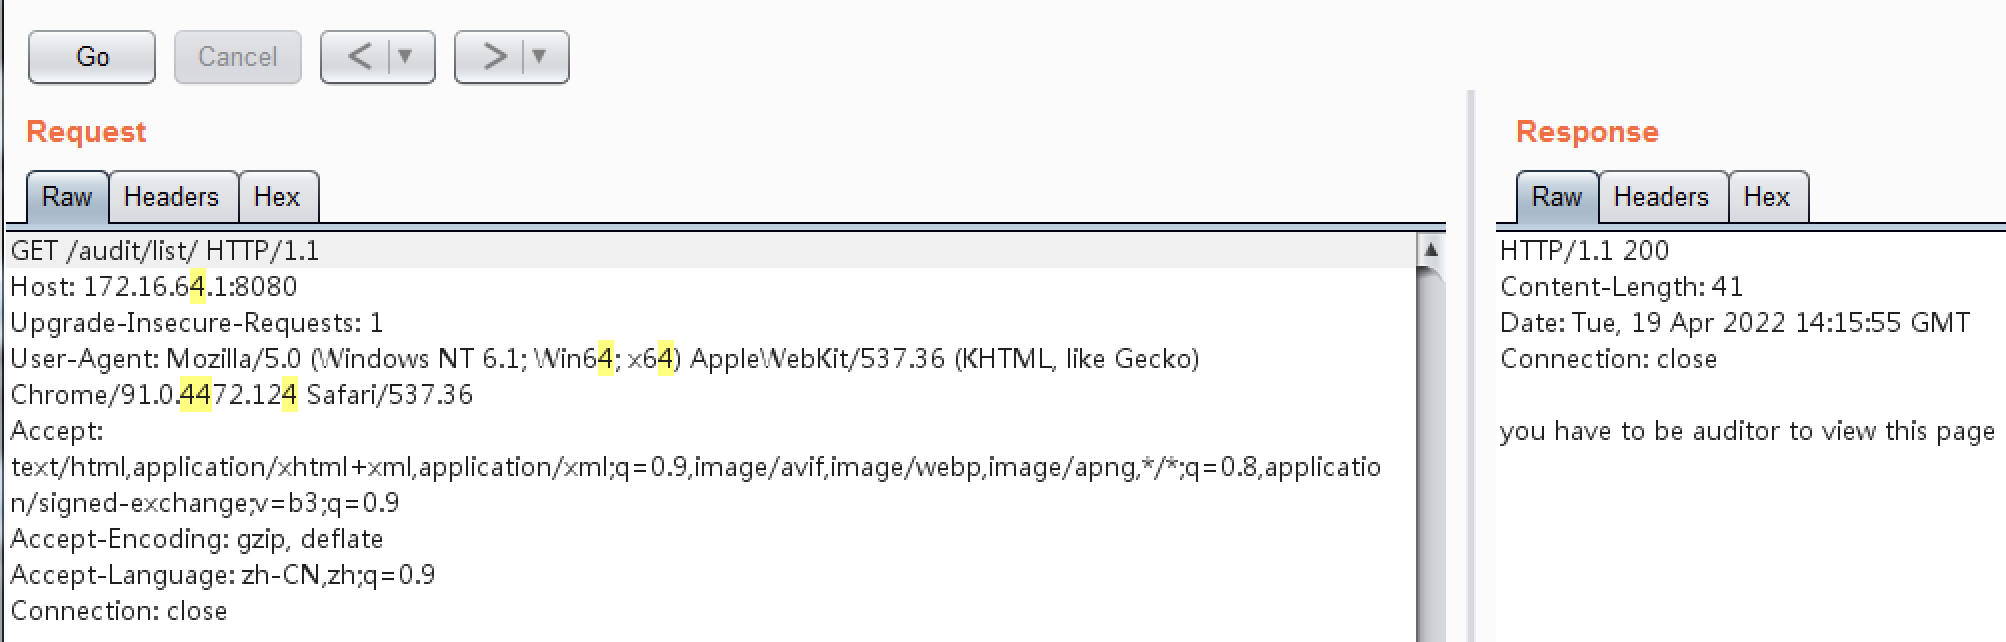 Go
Cancel
<
>
Request
Raw
Headers
Hex
GET /audit/list/ HTTP/1.1
Host: 172.16.64.1:8080
Upgrade-Insecure-Requests: 1
User-Agent: Mozilla/5.0 (Windows NT 6.1; Win64; x64) AppleWebKit/537.36 (KHTML, like Gecko)
Chrome/91.0.4472.124 Safari/537.36
Accept:
text/html,application/xhtml+xml,application/xml;q=0.9,image/avif,image/webp,image/apng,*/*;q=0.8,applicatio
n/signed-exchange;v=b3;q=0.9
Accept-Encoding: gzip, deflate
Accept-Language: zh-CN,zh;q=0.9
Connection: close
Response
Raw
Headers
Hex
HTTP/1.1 200
Content-Length: 41
Date: Tue, 19 Apr 2022 14:15:55 GMT
Connection: close
you have to be auditor to view this page